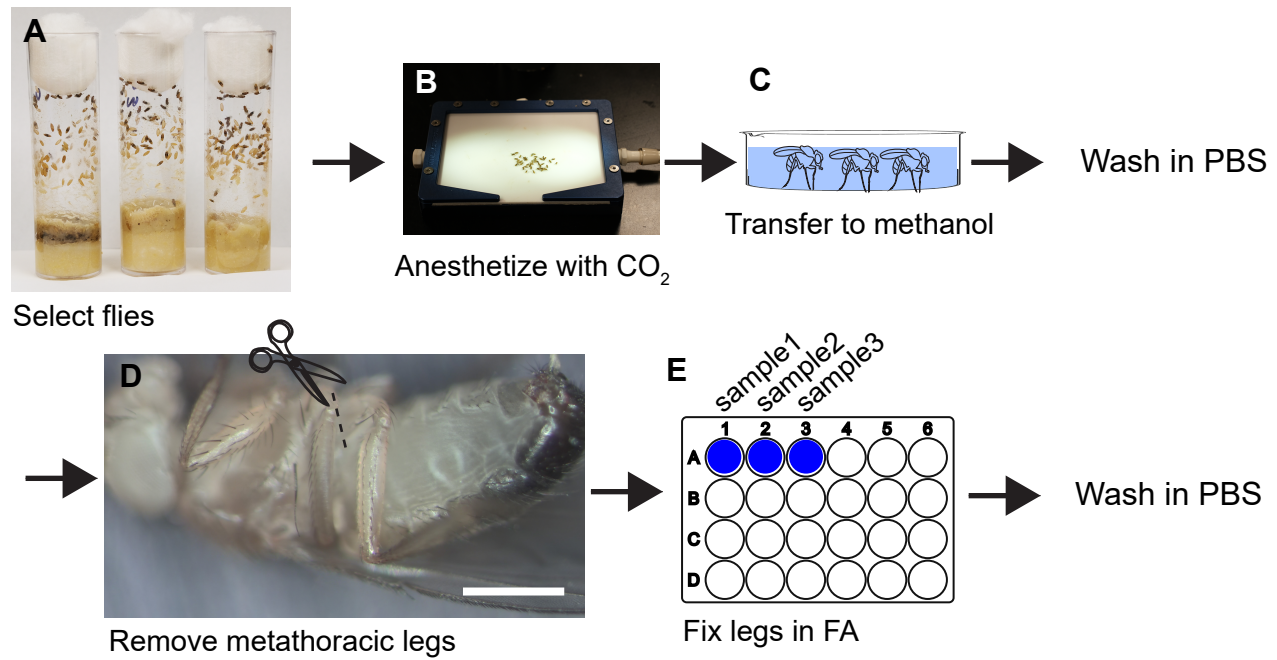 A
Select flies
B
Anesthetize with CO2
C
Transfer to methanol
Wash in PBS
D
Remove metathoracic legs
E
sample1
sample2
sample3
1 2 3 4 5 6
A
B
C
D
Fix legs in FA
Wash in PBS